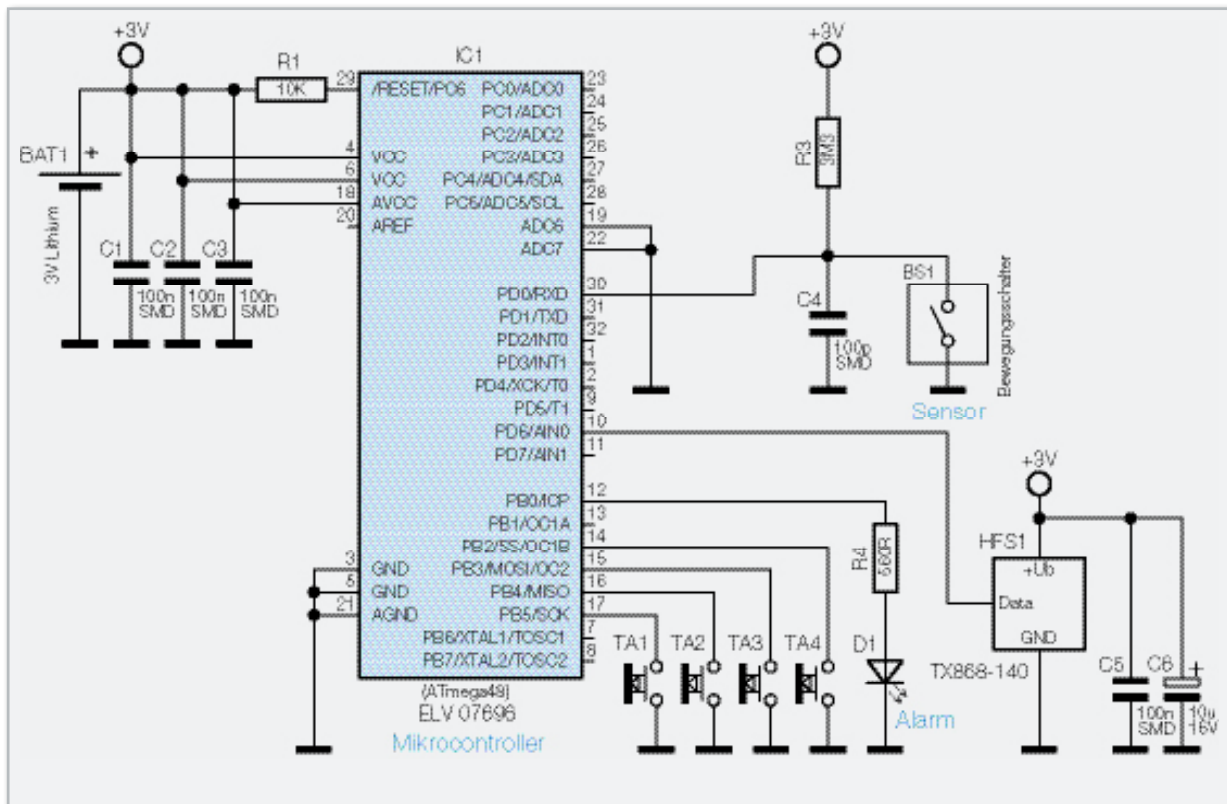 +3V
R1
10K
BAT1
+
3V Lithium
C1
100n
SMD
C2
100n
SMD
C3
100n
SMD
IC1
29
/RESET/PC6
4
VCC
6
VCC
18
AVCC
20
AREF
3
GND
5
GND
21
AGND
PC0/ADC0
23
PC1/ADC1
24
PC2/ADC2
25
PC3/ADC3
26
PC4/ADC4/SDA
27
PC5/ADC5/SCL
28
ADC6
19
ADC7
22
PD0/RXD
30
PD1/TXD
31
PD2/INT0
32
PD3/INT1
1
PD4/XCK/T0
2
PD5/T1
9
PD6/AIN0
10
PD7/AIN1
11
PB0/ICP
12
PB1/OC1A
13
PB2/SS/OC1B
14
PB3/MOSI/OC2
15
PB4/MISO
16
PB5/SCK
17
PB6/XTAL1/TOSC1
7
PB7/XTAL2/TOSC2
8
(ATmega48)
ELV 07696
Mikrocontroller
+3V
R3
3M3
C4
100p
SMD
BS1
Bewegungsschalter
Sensor
TA1
TA2
TA3
TA4
R4
560R
D1
Alarm
+3V
HFS1
+Ub
Data
GND
TX868-140
C5
100n
SMD
C6
+
10u
16V